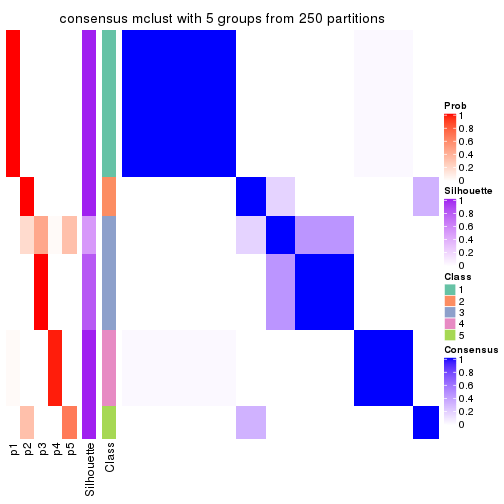 consensus mclust with 5 groups from 250 partitions
Prob
1
0.8
0.6
0.4
0.2
0
Silhouette
1
0.8
0.6
0.4
0.2
0
Class
1
2
3
4
5
Consensus
1
0.8
0.6
0.4
0.2
0
p1
p2
p3
p4
p5
Silhouette
Class